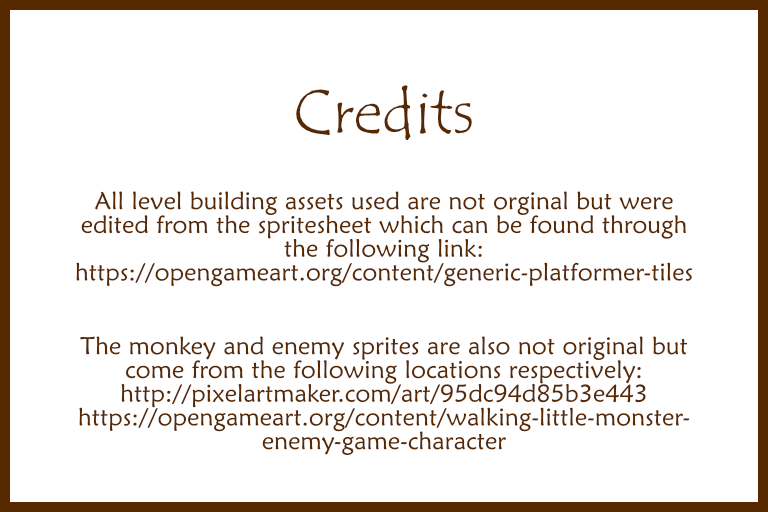 Credits
All level building assets used are not orginal but were
edited from the spritesheet which can be found through
the following link:
https://opengameart.org/content/generic-platformer-tiles
The monkey and enemy sprites are also not original but
come from the following locations respectively:
http://pixelartmaker.com/art/95dc94d85b3e443
https://opengameart.org/content/walking-little-monster-
enemy-game-character